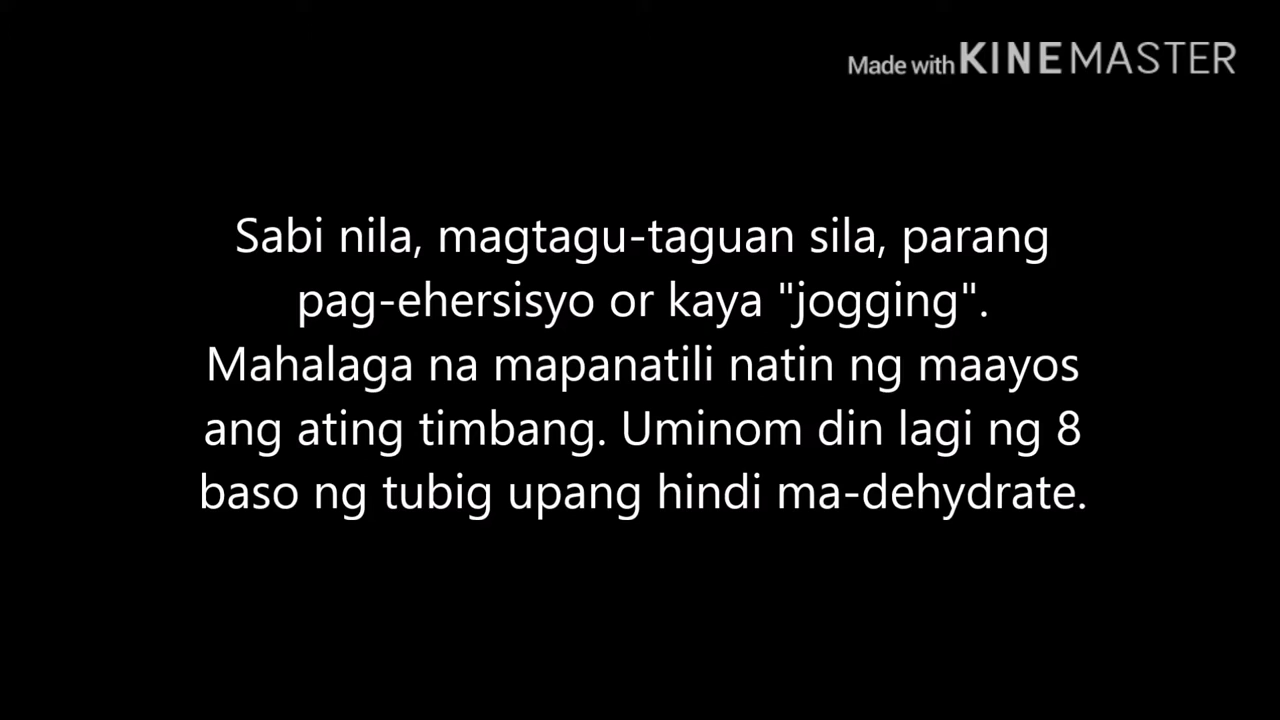 Made with KINEMASTER
Sabi nila, magtagu-taguan sila, parang
pag-ehersisyo or kaya "jogging".
Mahalaga na mapanatili natin ng maayos
ang ating timbang. Uminom din lagi ng 8
baso ng tubig upang hindi ma-dehydrate.